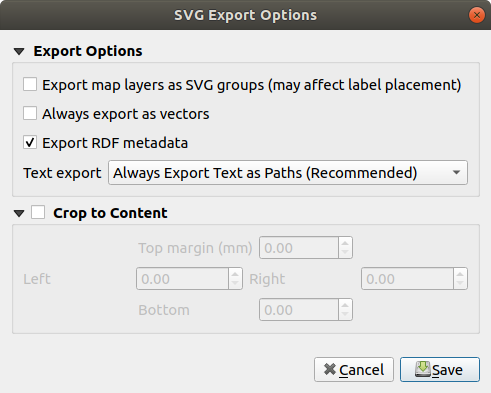 SVG Export Options
Export Options
Export map layers as SVG groups (may affect label placement)
Always export as vectors
Export RDF metadata
Text export Always Export Text as Paths (Recommended)
Crop to Content
Top margin (mm) 0.00
Left 0.00 Right 0.00
Bottom 0.00
Cancel Save